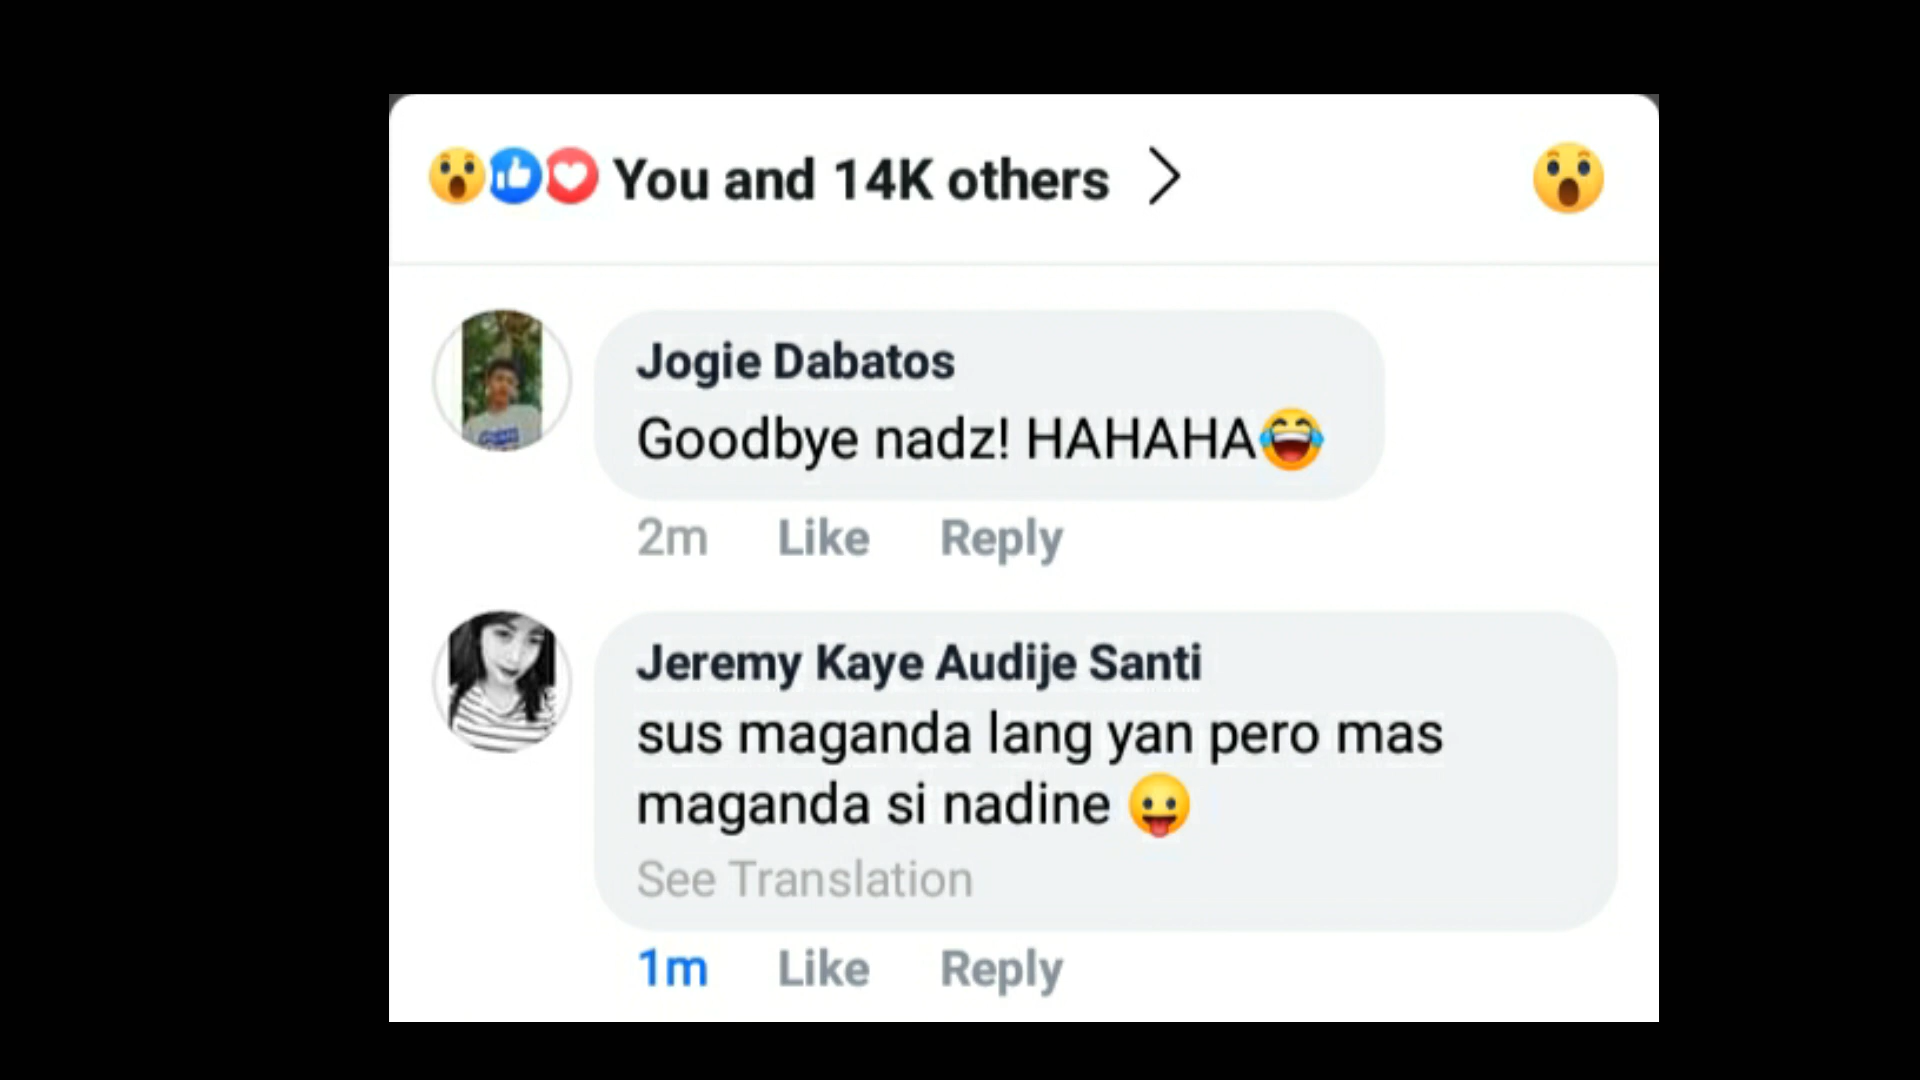 You and 14K others
Jogie Dabatos
Goodbye nadz! HAHAHA😂
2m Like Reply
Jeremy Kaye Audije Santi
sus maganda lang yan pero mas
maganda si nadine 😛
See Translation
1m Like Reply